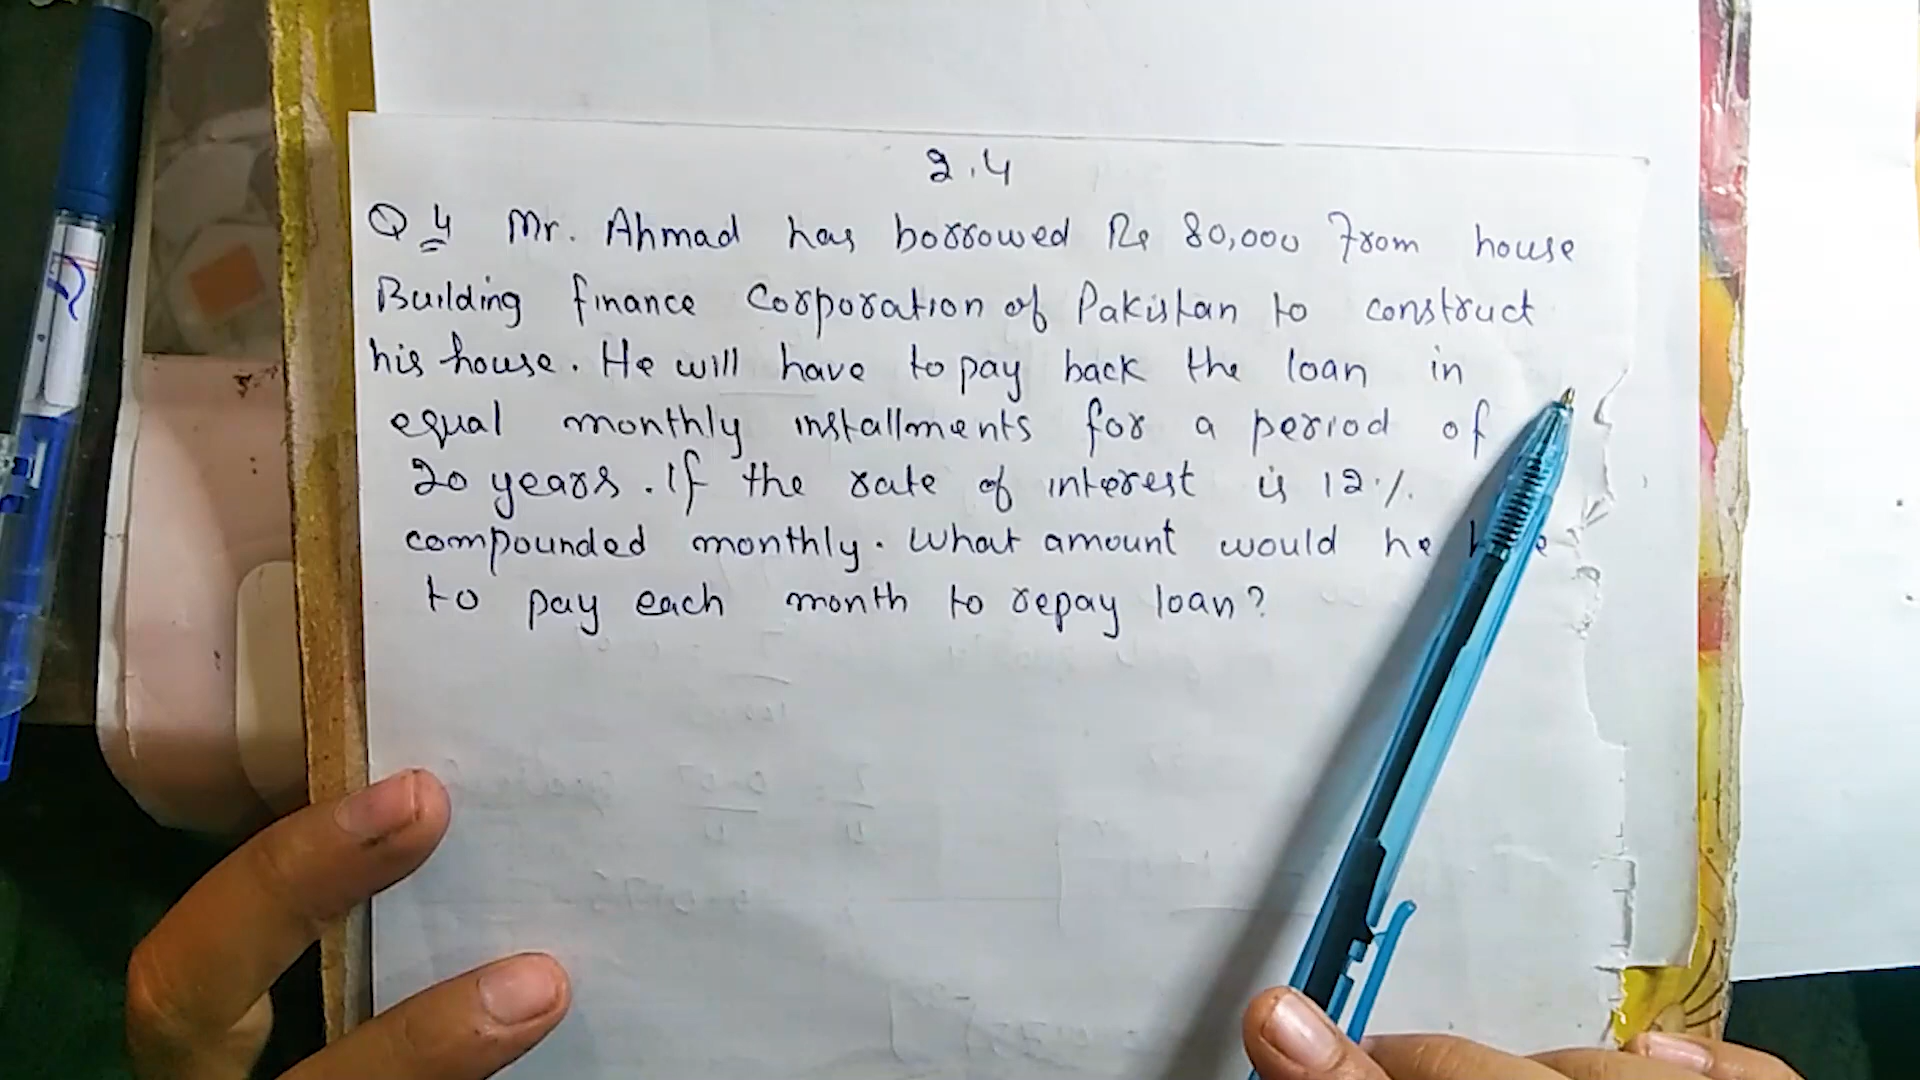 2.4
Q 4 Mr. Ahmad has borrowed Rs 80,000 From house
Building finance Corporation of Pakistan to construct
his house. He will have to pay back the loan in
equal monthly installments for a period of
20 years. If the rate of interest is 12%.
compounded monthly. What amount would he
to pay each month to repay loan?